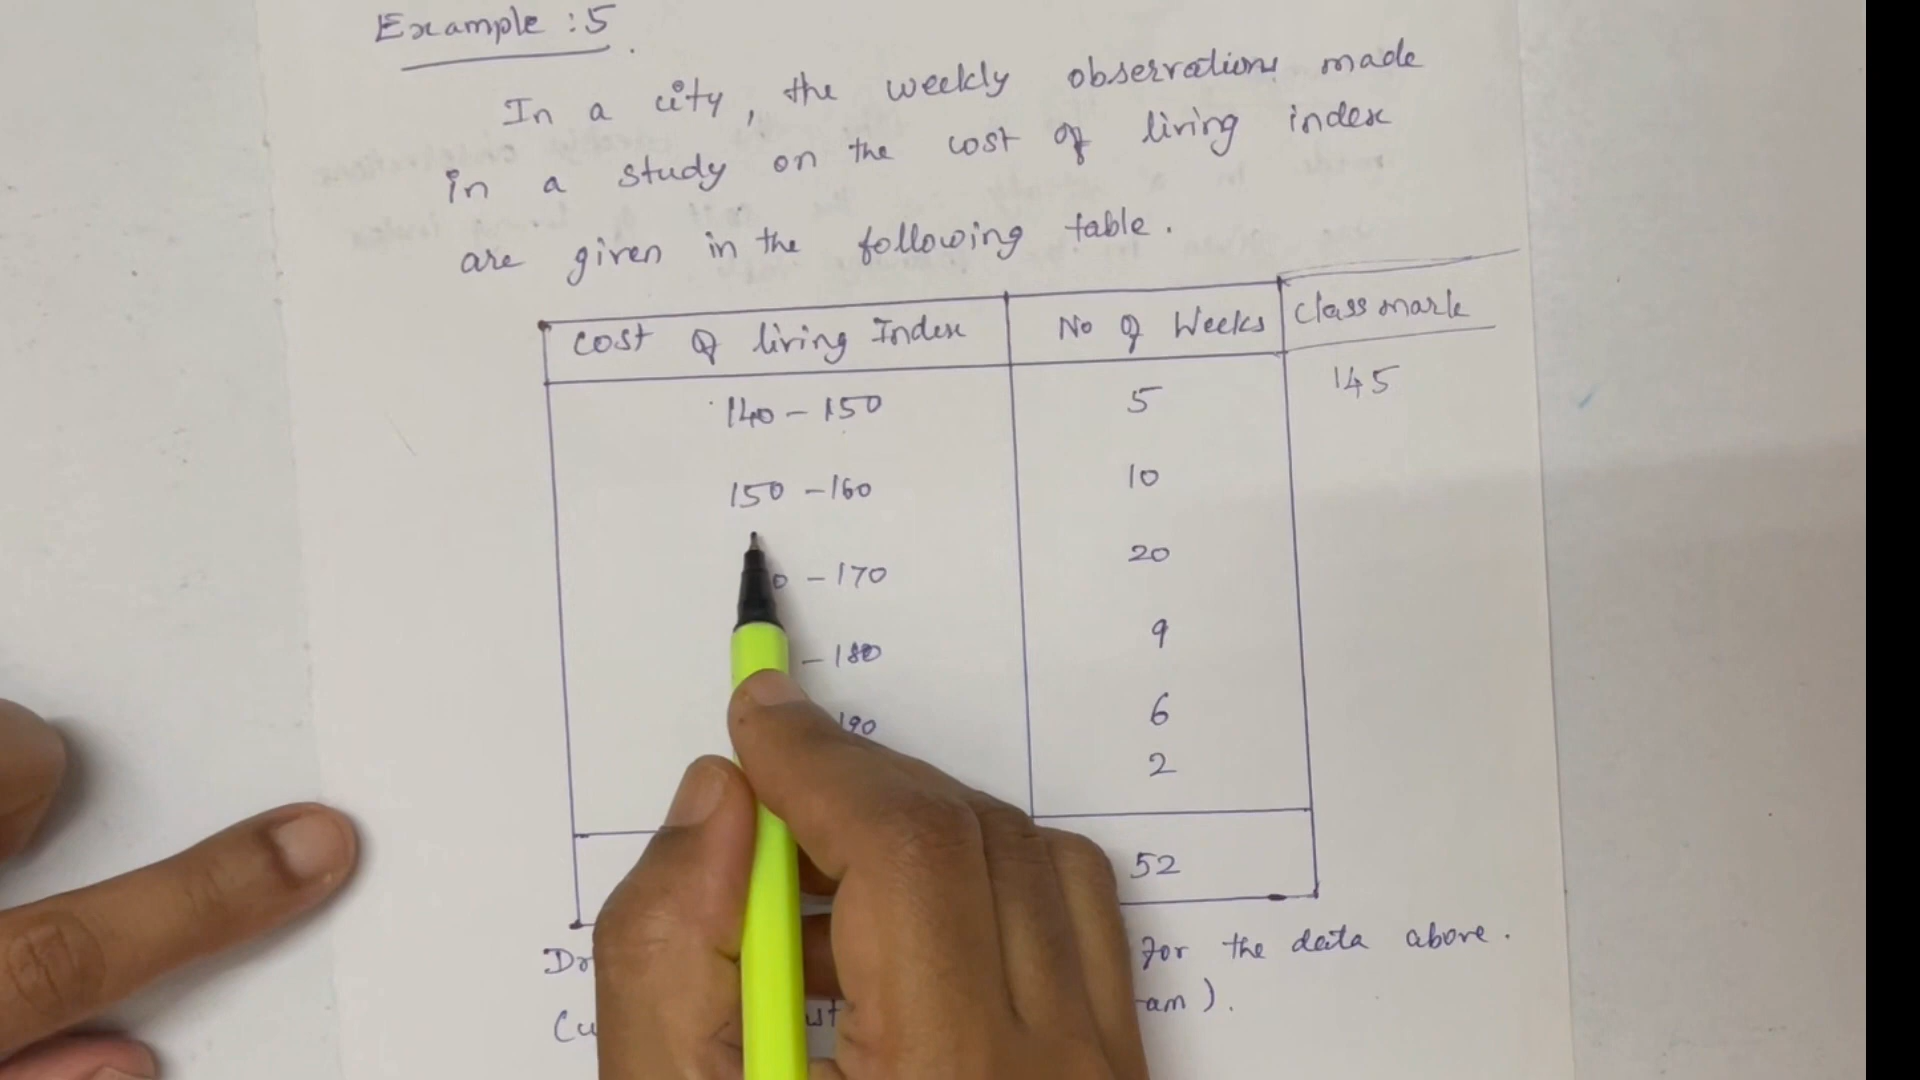 Example : 5.
In a city, the weekly observations made
in a study on the cost of living index
are given in the following table.
Cost of living Index No of Weeks Class mark
140 - 150 5 145
150 - 160 10
- 170 20
- 180 9
190 6
2
52
for the data above.
).